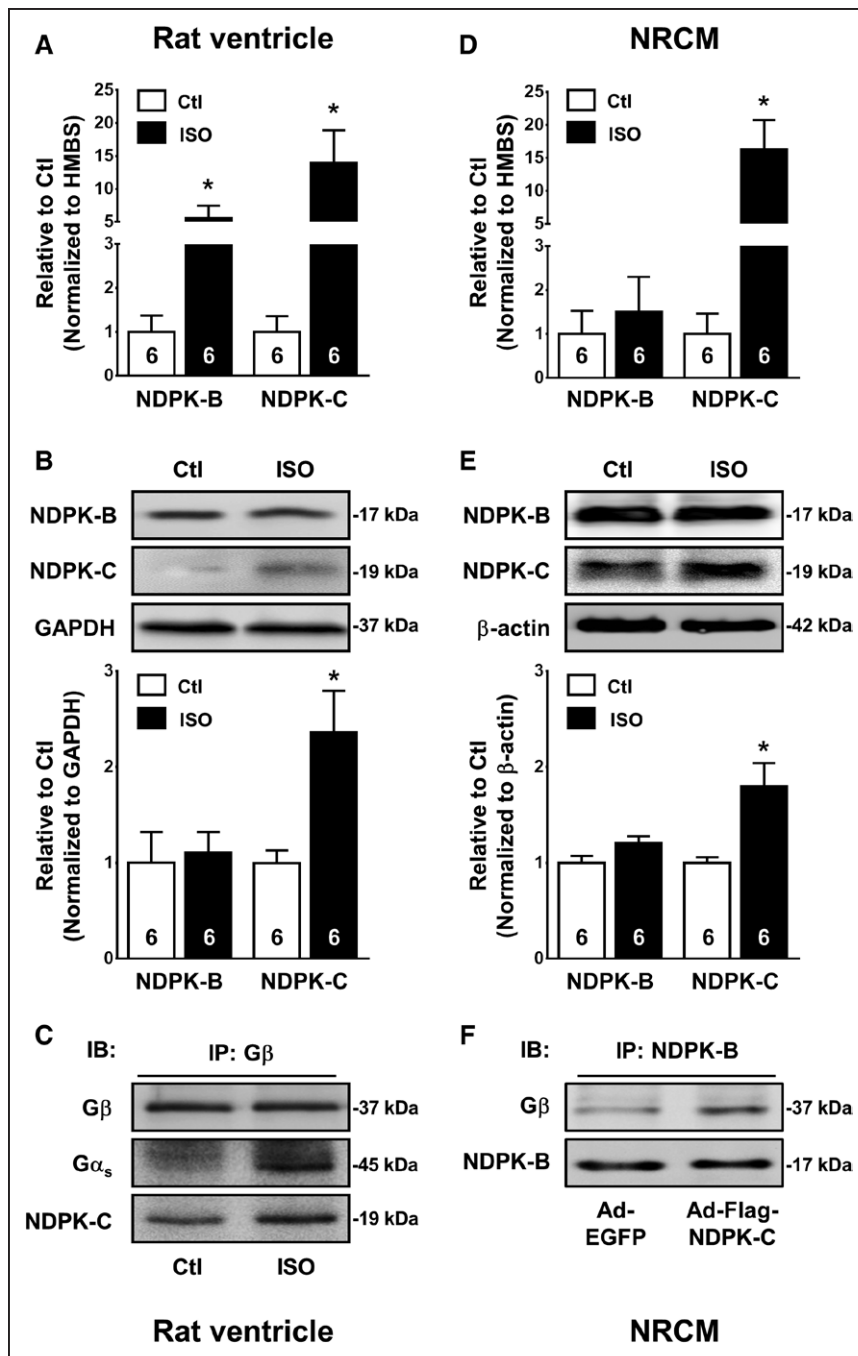 Rat ventricle
A
Relative to Ctl
(Normalized to HMBS)
25
20
15
10
5
3
2
1
0
Ctl
ISO
*
*
6
6
6
6
NDPK-B
NDPK-C
NRCM
D
Relative to Ctl
(Normalized to HMBS)
25
20
15
10
5
3
2
1
0
Ctl
ISO
*
6
6
6
6
NDPK-B
NDPK-C
B
Ctl
ISO
NDPK-B
-17 kDa
NDPK-C
-19 kDa
GAPDH
-37 kDa
Relative to Ctl
(Normalized to GAPDH)
3
2
1
0
Ctl
ISO
*
6
6
6
6
NDPK-B
NDPK-C
E
Ctl
ISO
NDPK-B
-17 kDa
NDPK-C
-19 kDa
β-actin
-42 kDa
Relative to Ctl
(Normalized to β-actin)
3
2
1
0
Ctl
ISO
*
6
6
6
6
NDPK-B
NDPK-C
C
IB:
IP: Gβ
Gβ
-37 kDa
Gαs
-45 kDa
NDPK-C
-19 kDa
Ctl
ISO
Rat ventricle
F
IB:
IP: NDPK-B
Gβ
-37 kDa
NDPK-B
-17 kDa
Ad-
EGFP
Ad-Flag-
NDPK-C
NRCM